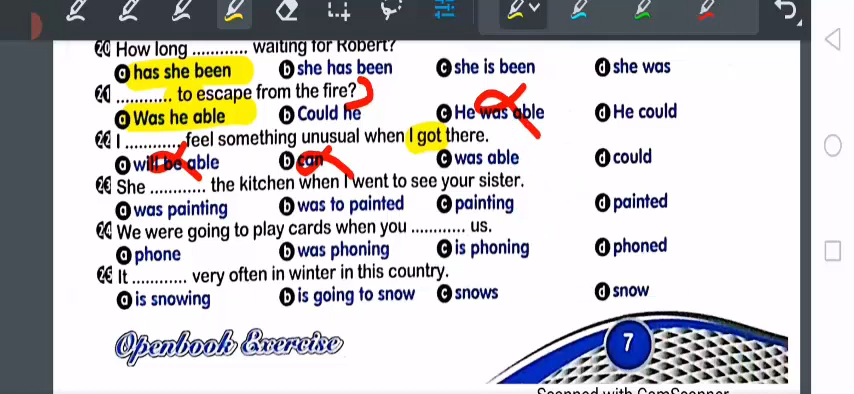 20 How long ............ waiting for Robert?
a has she been b she has been c she is been d she was
21 ............ to escape from the fire?
a Was he able b Could he c He was able d He could
22 I ............ feel something unusual when I got there.
a will be able b can c was able d could
23 She ............ the kitchen when I went to see your sister.
a was painting b was to painted c painting d painted
24 We were going to play cards when you ............ us.
a phone b was phoning c is phoning d phoned
25 It ............ very often in winter in this country.
a is snowing b is going to snow c snows d snow
Openbook Exercise
7
Scanned with CamScanner